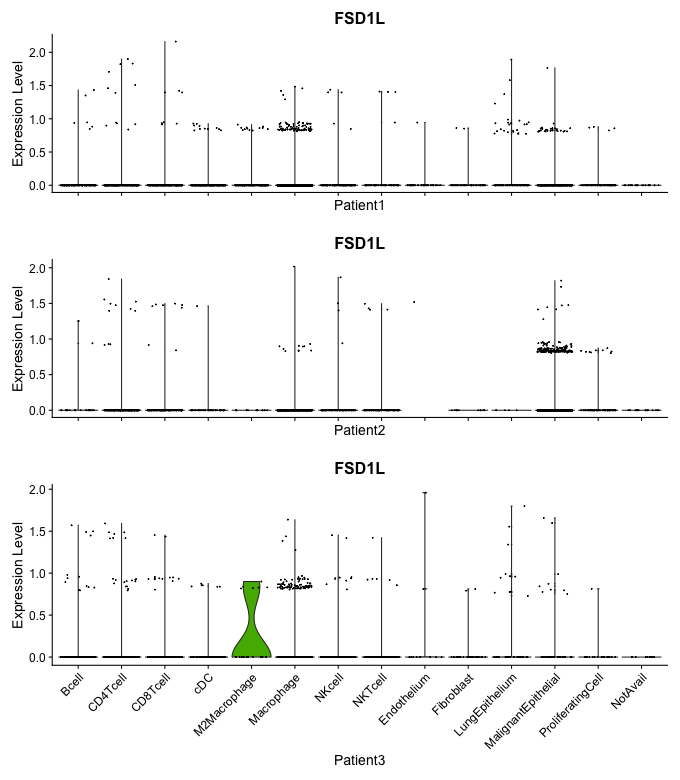 FSD1L
Expression Level
2.0
1.5
1.0
0.5
0.0
Patient1
FSD1L
Expression Level
2.0
1.5
1.0
0.5
0.0
Patient2
FSD1L
Expression Level
2.0
1.5
1.0
0.5
0.0
Bcell
CD4Tcell
CD8Tcell
cDC
M2Macrophage
Macrophage
NKcell
NKTcell
Endothelium
Fibroblast
LungEpithelium
MalignantEpithelial
ProliferatingCell
NotAvail
Patient3